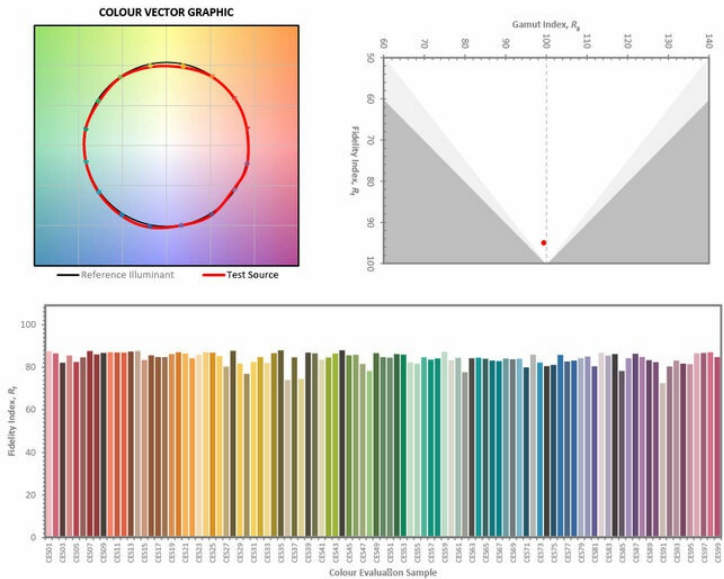 COLOUR VECTOR GRAPHIC
Reference Illuminant
Test Source
Gamut Index, Rg
60 70 80 90 100 110 120 130 140
Fidelity Index, Rf
50
60
70
80
90
100
Fidelity Index, Rf
100
80
60
40
20
0
CES01 CES03 CES05 CES07 CES09 CES11 CES13 CES15 CES17 CES19 CES21 CES23 CES25 CES27 CES29 CES31 CES33 CES35 CES37 CES39 CES41 CES43 CES45 CES47 CES49 CES51 CES53 CES55 CES57 CES59 CES61 CES63 CES65 CES67 CES69 CES71 CES73 CES75 CES77 CES79 CES81 CES83 CES85 CES87 CES89 CES91 CES93 CES95 CES97 CES99
Colour Evaluation Sample